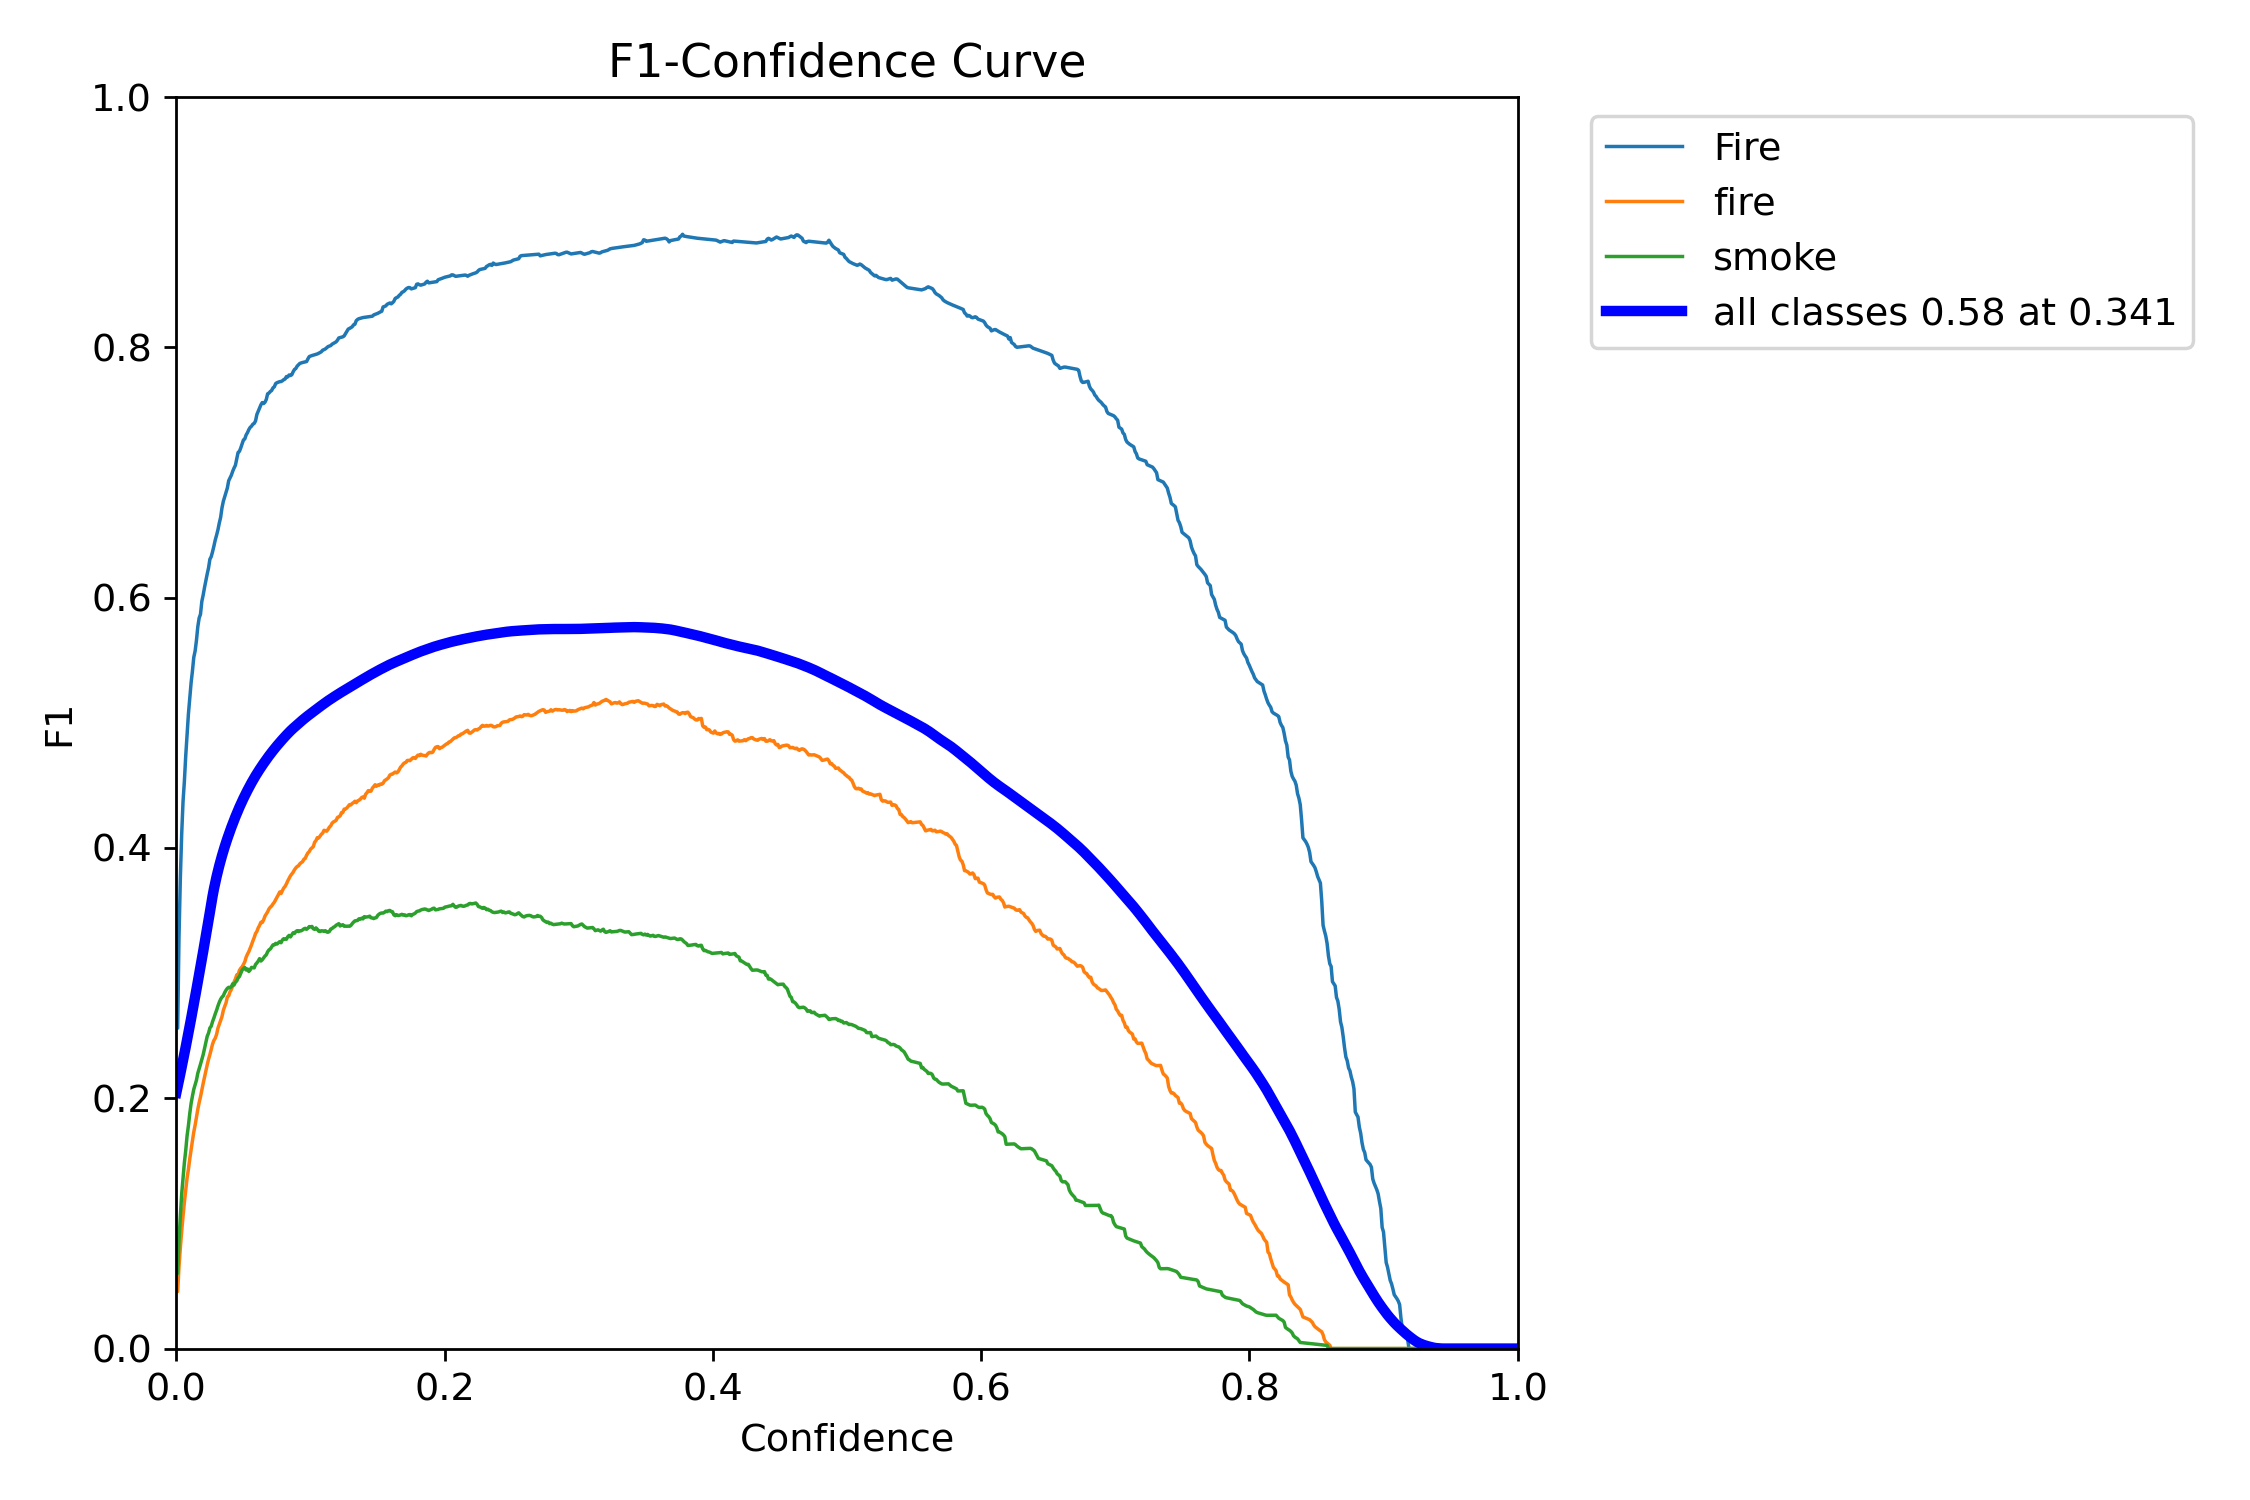 F1-Confidence Curve
1.0
0.8
0.6
0.4
0.2
0.0
F1
0.0 0.2 0.4 0.6 0.8 1.0
Confidence
Fire
fire
smoke
all classes 0.58 at 0.341